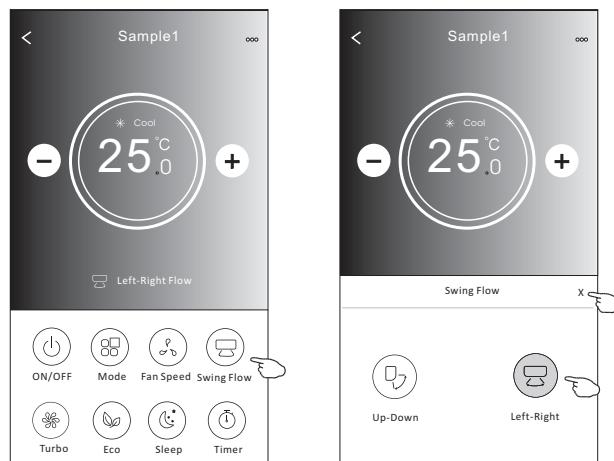 Sample1
Cool
25.0°C
Left-Right Flow
ON/OFF Mode Fan Speed Swing Flow
Turbo Eco Sleep Timer
Sample1
Cool
25.0°C
Swing Flow X
Up-Down Left-Right